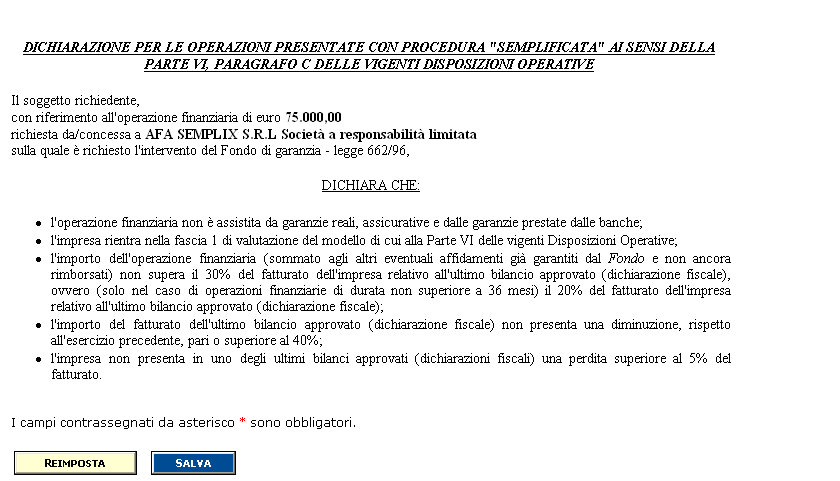 DICHIARAZIONE PER LE OPERAZIONI PRESENTATE CON PROCEDURA "SEMPLIFICATA" AI SENSI DELLA
PARTE VI, PARAGRAFO C DELLE VIGENTI DISPOSIZIONI OPERATIVE
Il soggetto richiedente,
con riferimento all'operazione finanziaria di euro 75.000,00
richiesta da/concessa a AFA SEMPLIX S.R.L Società a responsabilità limitata
sulla quale è richiesto l'intervento del Fondo di garanzia - legge 662/96,
DICHIARA CHE:
• l'operazione finanziaria non è assistita da garanzie reali, assicurative e dalle garanzie prestate dalle banche;
• l'impresa rientra nella fascia 1 di valutazione del modello di cui alla Parte VI delle vigenti Disposizioni Operative;
• l'importo dell'operazione finanziaria (sommato agli altri eventuali affidamenti già garantiti dal Fondo e non ancora
rimborsati) non supera il 30% del fatturato dell'impresa relativo all'ultimo bilancio approvato (dichiarazione fiscale),
ovvero (solo nel caso di operazioni finanziarie di durata non superiore a 36 mesi) il 20% del fatturato dell'impresa
relativo all'ultimo bilancio approvato (dichiarazione fiscale);
• l'importo del fatturato dell'ultimo bilancio approvato (dichiarazione fiscale) non presenta una diminuzione, rispetto
all'esercizio precedente, pari o superiore al 40%;
• l'impresa non presenta in uno degli ultimi bilanci approvati (dichiarazioni fiscali) una perdita superiore al 5% del
fatturato.
I campi contrassegnati da asterisco * sono obbligatori.
REIMPOSTA SALVA